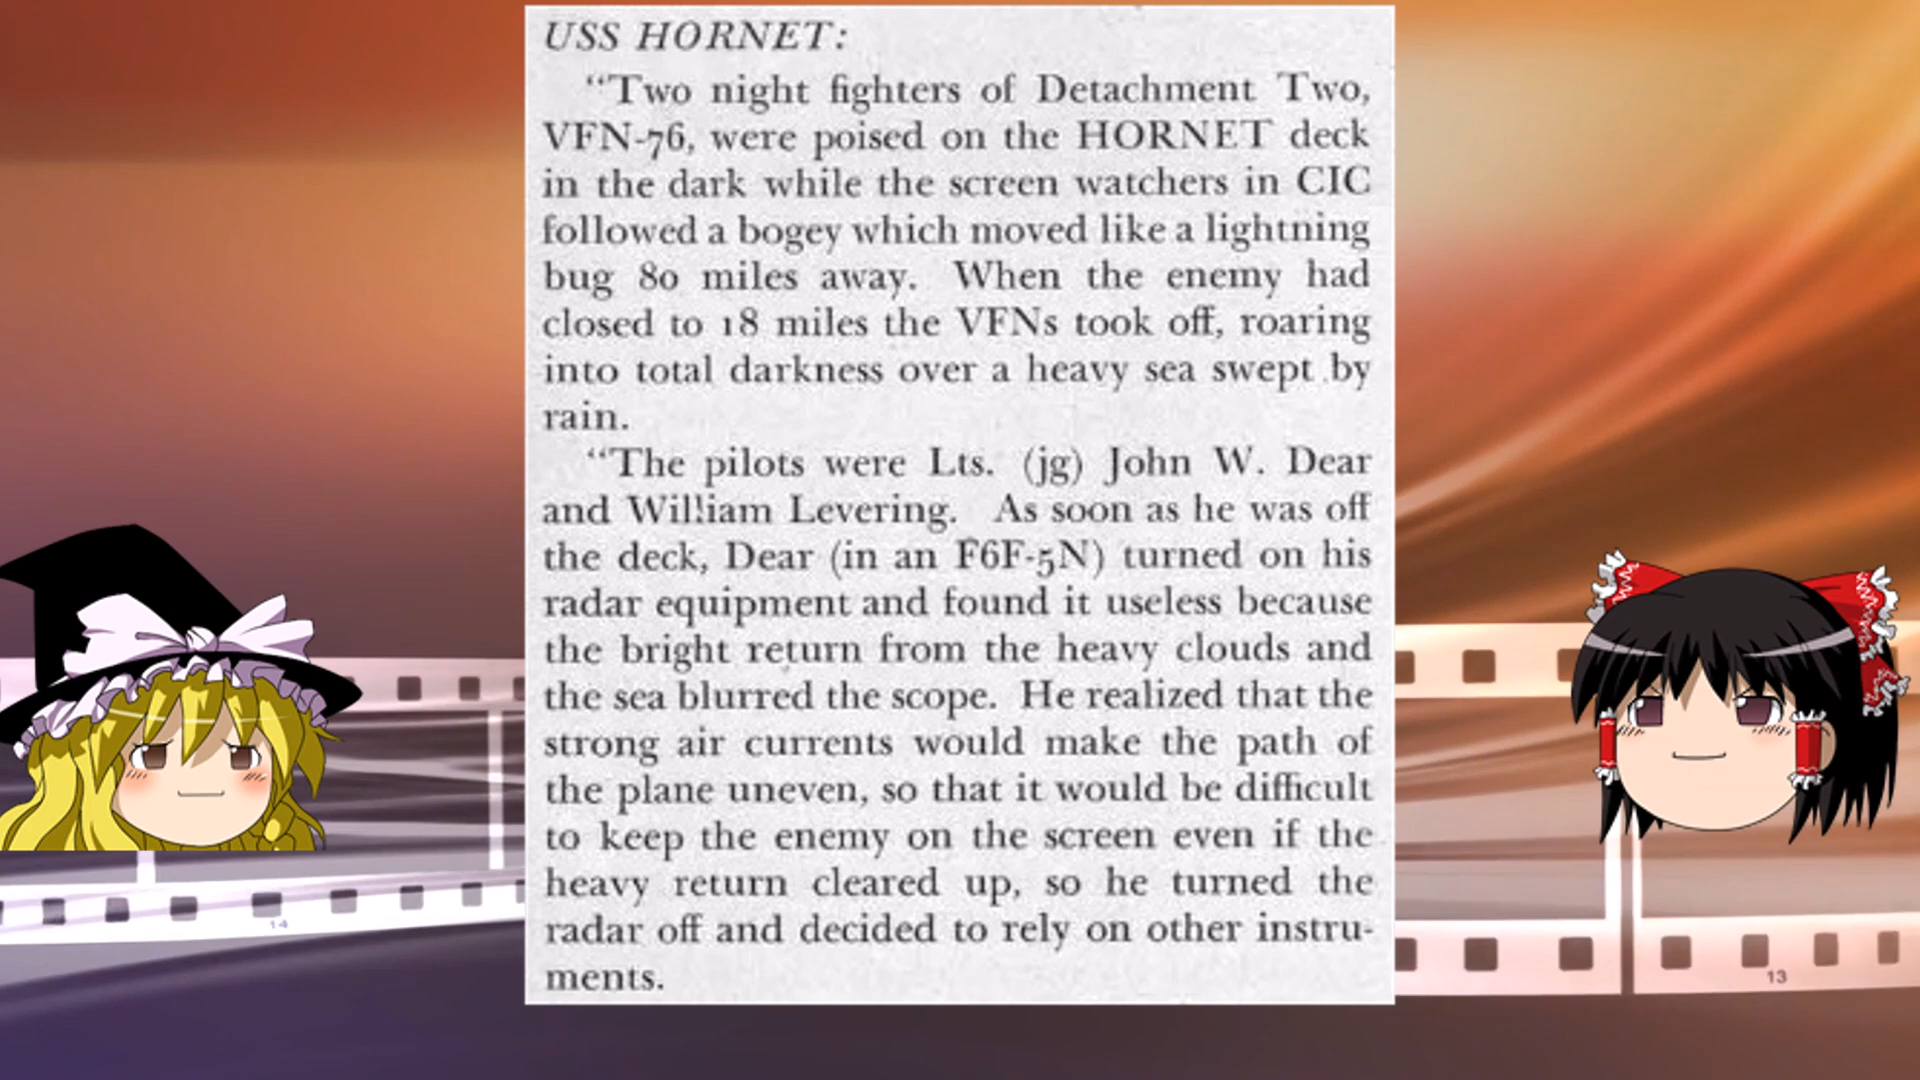 USS HORNET:
“Two night fighters of Detachment Two,
VFN-76, were poised on the HORNET deck
in the dark while the screen watchers in CIC
followed a bogey which moved like a lightning
bug 80 miles away. When the enemy had
closed to 18 miles the VFNs took off, roaring
into total darkness over a heavy sea swept by
rain.
“The pilots were Lts. (jg) John W. Dear
and William Levering. As soon as he was off
the deck, Dear (in an F6F-5N) turned on his
radar equipment and found it useless because
the bright return from the heavy clouds and
the sea blurred the scope. He realized that the
strong air currents would make the path of
the plane uneven, so that it would be difficult
to keep the enemy on the screen even if the
heavy return cleared up, so he turned the
radar off and decided to rely on other instru-
ments.
14
13